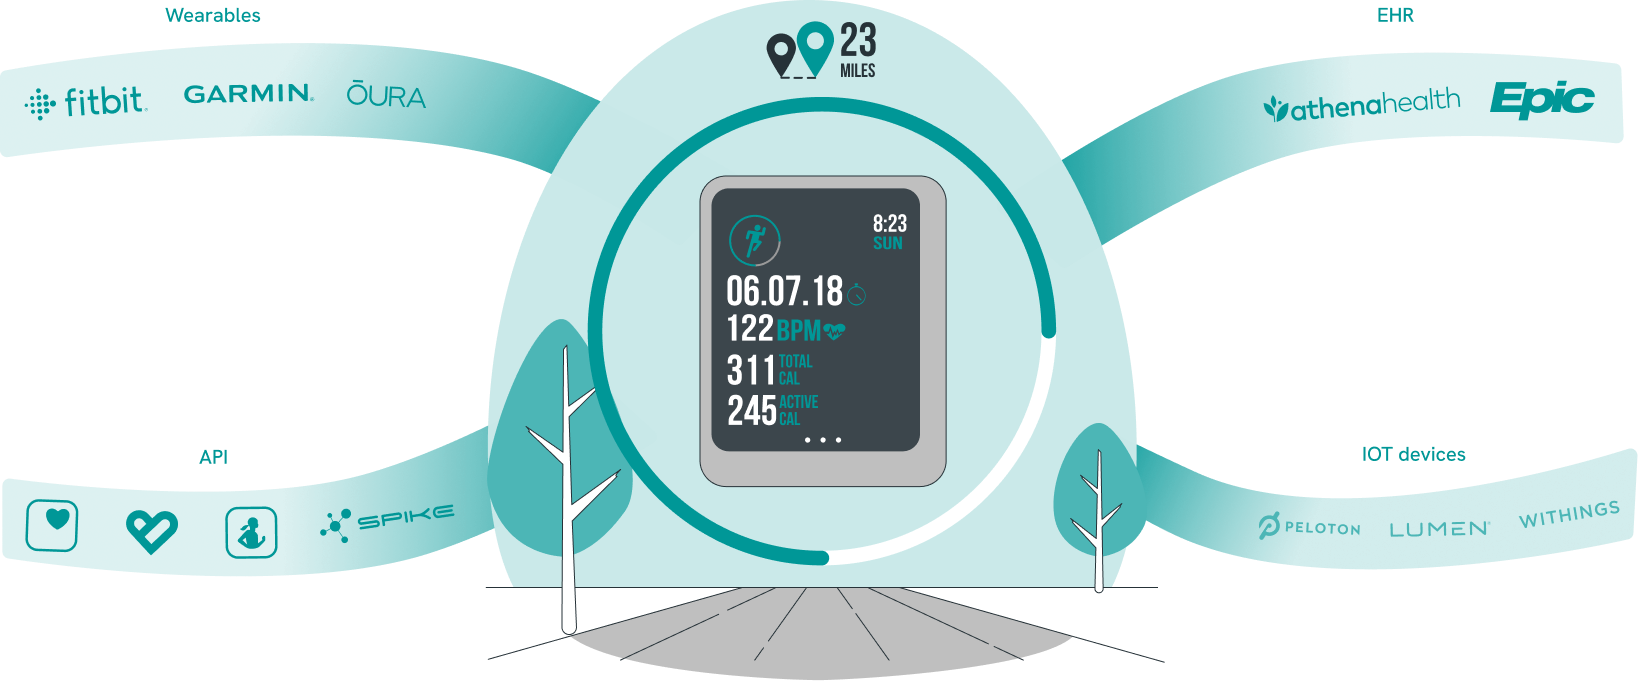 Wearables
fitbit
GARMIN
ŌURA
23
MILES
EHR
athenahealth
Epic
8:23
SUN
06.07.18
122 BPM
311 TOTAL
CAL
245 ACTIVE
CAL
API
SPIKE
IOT devices
PELOTON
LUMEN
WITHINGS